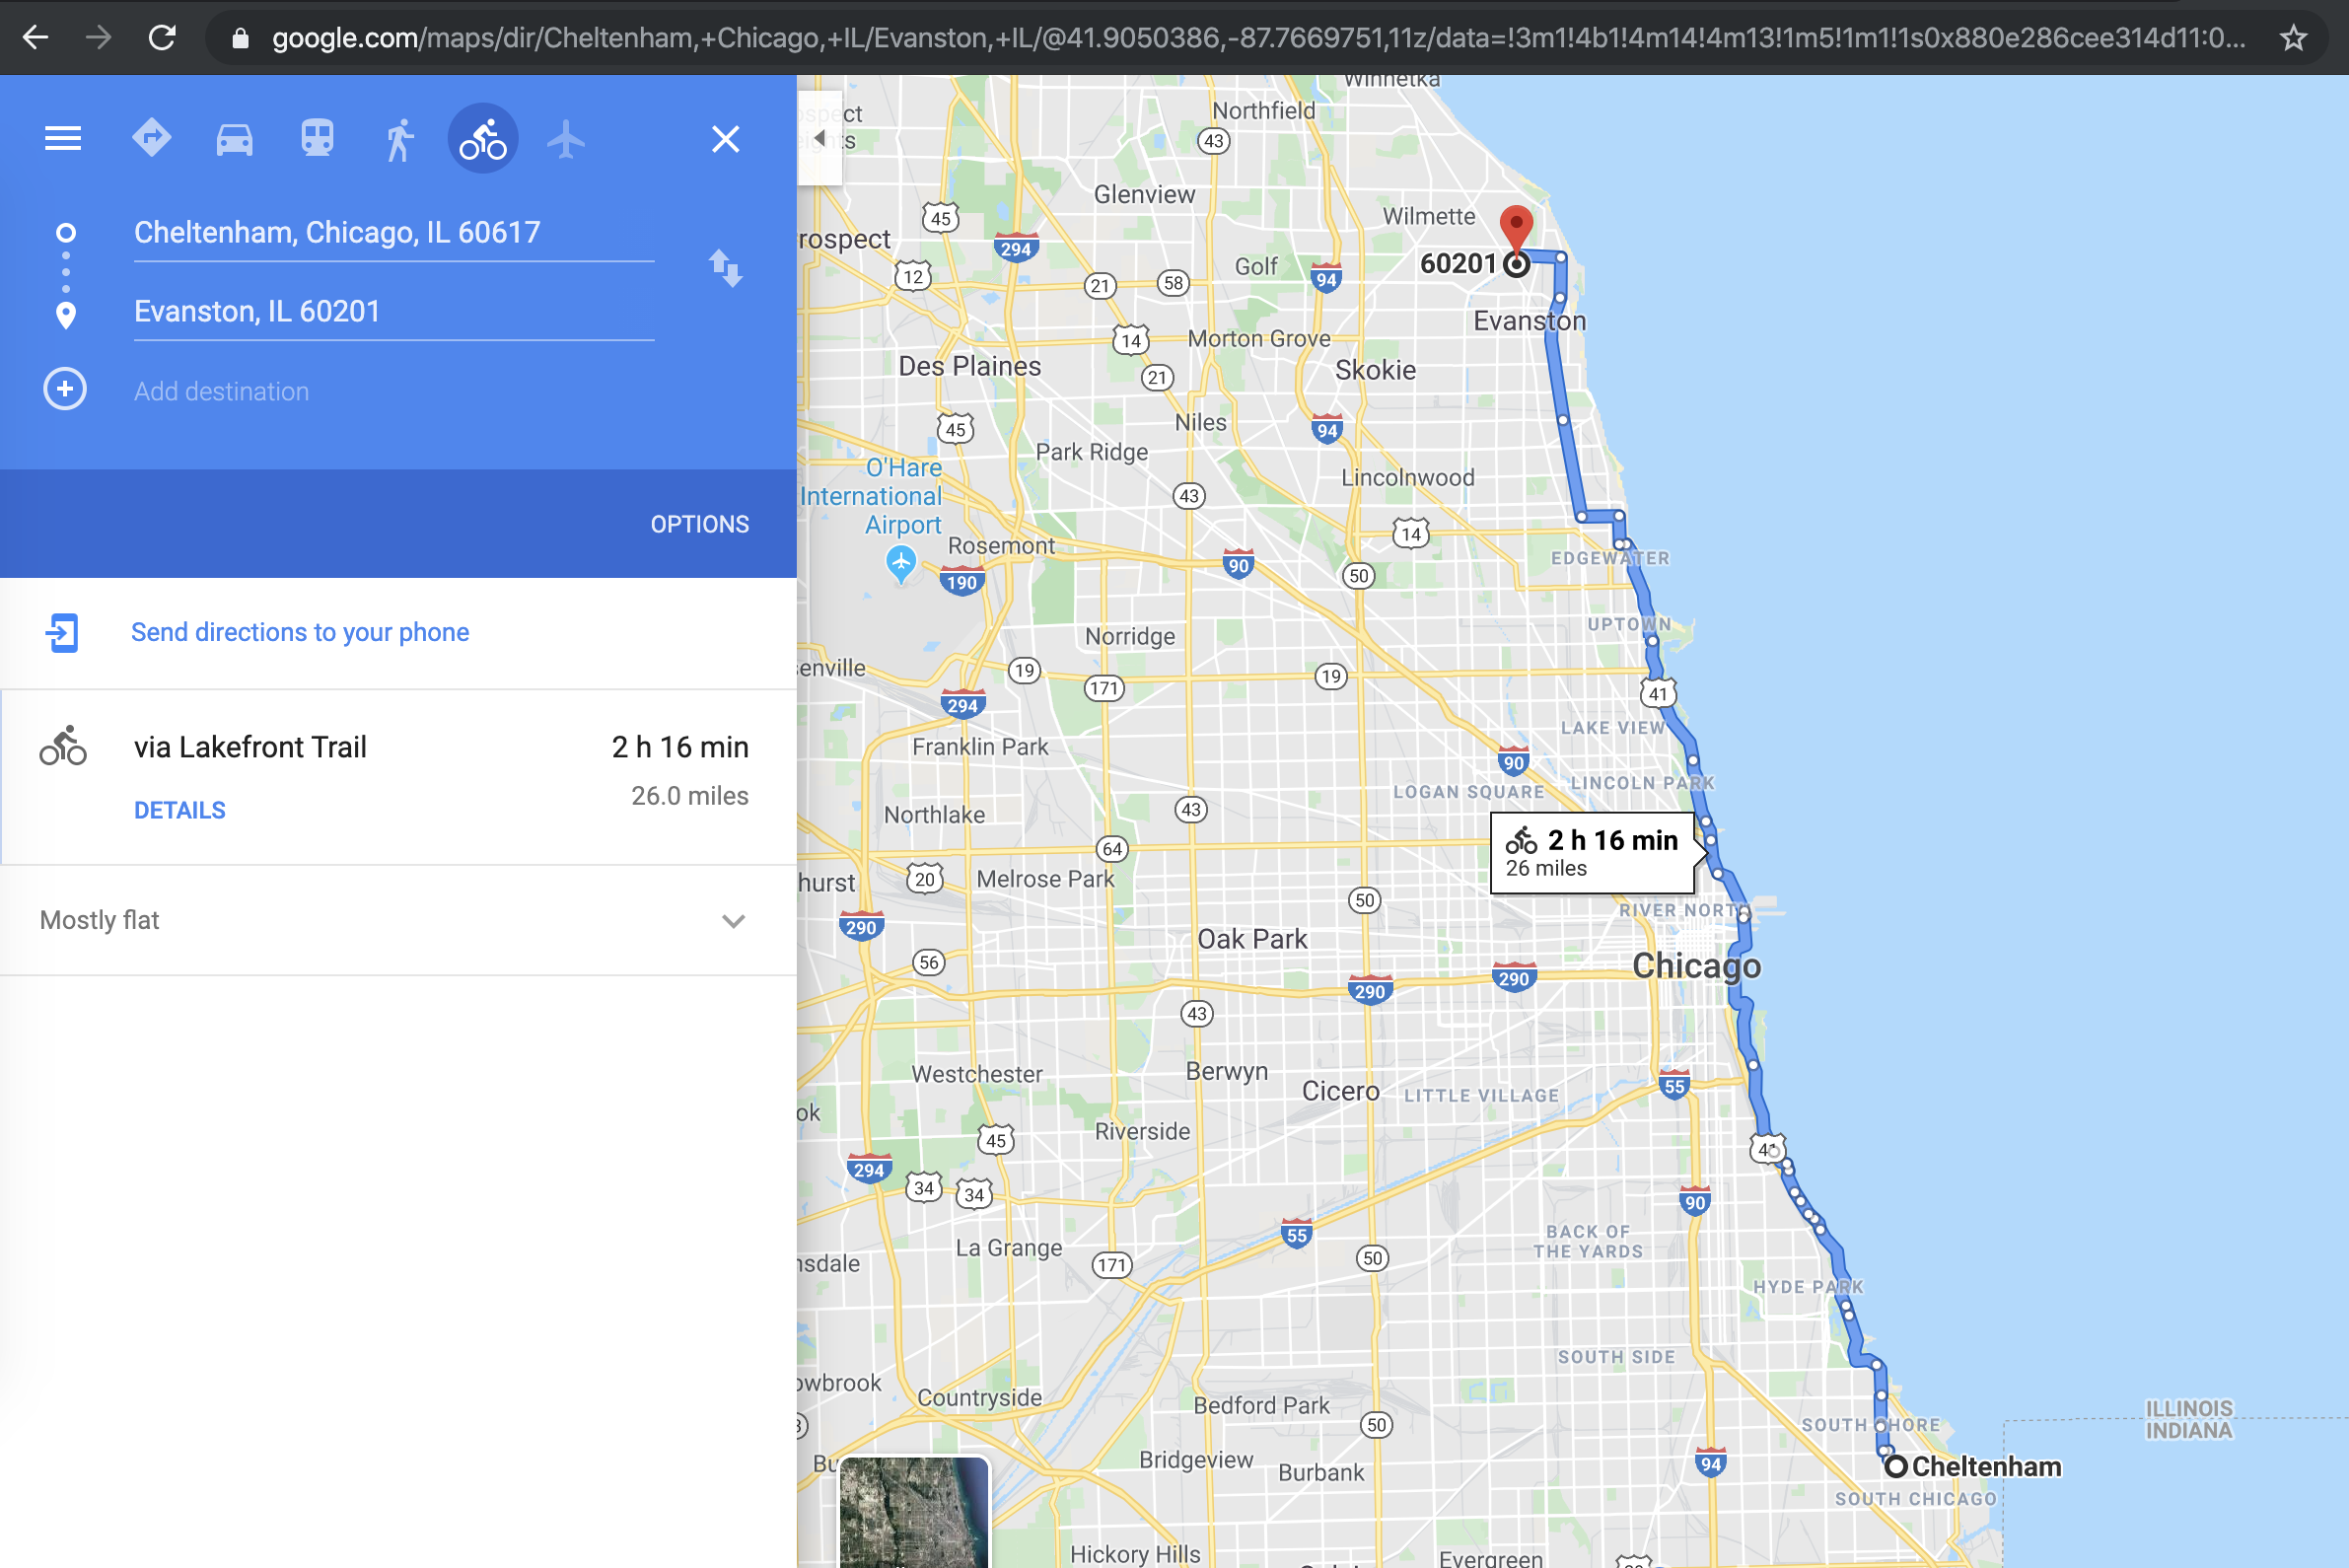 google.com/maps/dir/Cheltenham,+Chicago,+IL/Evanston,+IL/@41.9050386,-87.7669751,11z/data=!3m1!4b1!4m14!4m13!1m5!1m1!1s0x880e286cee314d11:0...
Cheltenham, Chicago, IL 60617
Evanston, IL 60201
Add destination
OPTIONS
Send directions to your phone
via Lakefront Trail
2 h 16 min
26.0 miles
DETAILS
Mostly flat
Winnetka
Northfield
43
Glenview
Wilmette
45
rospect
294
60201
Golf
12
94
21
58
Evanston
14
Morton Grove
Des Plaines
Skokie
21
Niles
45
94
Park Ridge
O'Hare
International
Airport
Lincolnwood
43
14
Rosemont
EDGEWATER
90
190
50
UPTOWN
Norridge
senville
19
171
19
41
294
LAKE VIEW
Franklin Park
90
LINCOLN PARK
LOGAN SQUARE
43
Northlake
2 h 16 min
26 miles
64
20
Melrose Park
hurst
50
RIVER NORTH
290
Oak Park
56
Chicago
290
290
43
Westchester
Berwyn
Cicero
LITTLE VILLAGE
55
ok
45
Riverside
41
294
34
34
90
55
BACK OF
THE YARDS
La Grange
nsdale
171
50
HYDE PARK
SOUTH SIDE
owbrook
Countryside
Bedford Park
50
SOUTH SHORE
ILLINOIS
INDIANA
Bridgeview
Burbank
94
Cheltenham
SOUTH CHICAGO
Hickory Hills
Evergreen